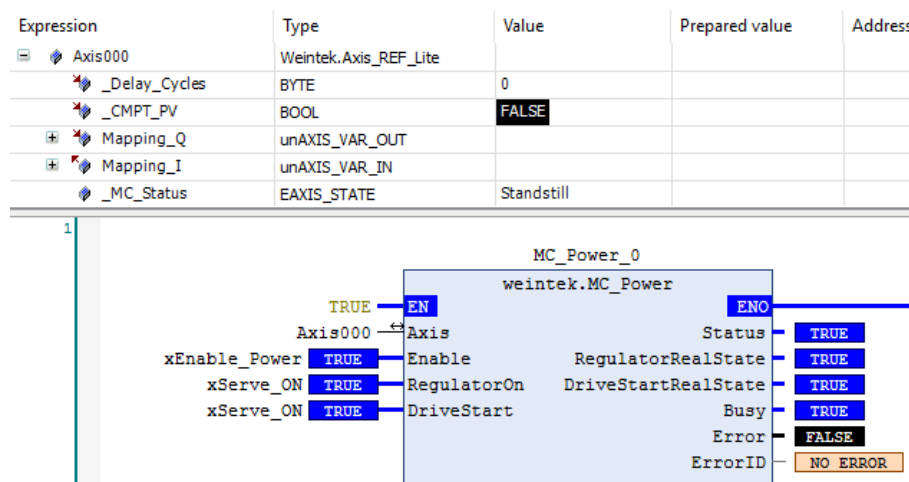 Expression Type Value Prepared value Address
Axis000 Weintek.Axis_REF_Lite
_Delay_Cycles BYTE 0
_CMPT_PV BOOL FALSE
Mapping_Q unAXIS_VAR_OUT
Mapping_I unAXIS_VAR_IN
_MC_Status EAXIS_STATE Standstill
1
MC_Power_0
weintek.MC_Power
TRUE EN ENO
Axis000 Axis Status TRUE
xEnable_Power TRUE Enable RegulatorRealState TRUE
xServe_ON TRUE RegulatorOn DriveStartRealState TRUE
xServe_ON TRUE DriveStart Busy TRUE
Error FALSE
ErrorID NO ERROR